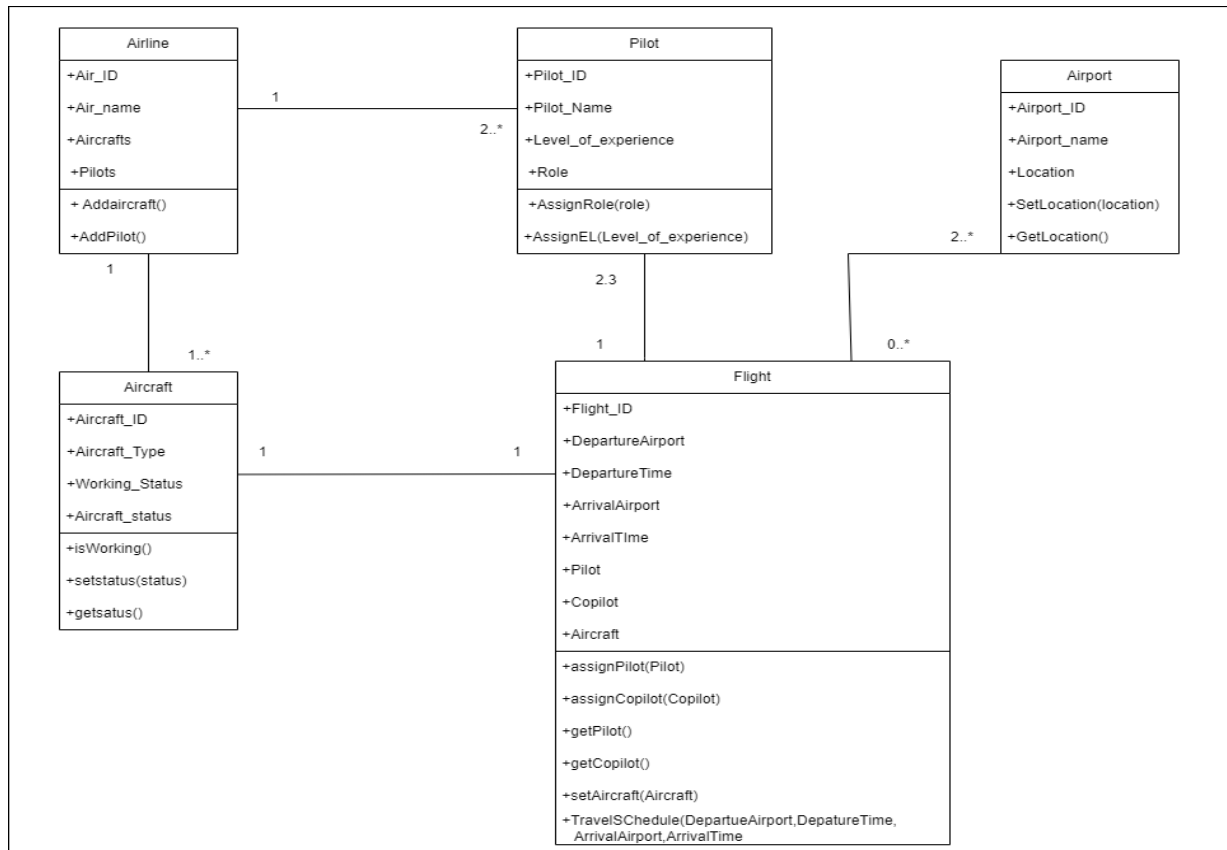 Airline
+Air_ID
+Air_name
+Aircrafts
+Pilots
+ Addaircraft()
+AddPilot()
1
2..*
Pilot
+Pilot_ID
+Pilot_Name
+Level_of_experience
+Role
+AssignRole(role)
+AssignEL(Level_of_experience)
Airport
+Airport_ID
+Airport_name
+Location
+SetLocation(location)
+GetLocation()
2..*
0..*
1
1..*
2.3
1
Aircraft
+Aircraft_ID
+Aircraft_Type
+Working_Status
+Aircraft_status
+isWorking()
+setstatus(status)
+getsatus()
1
1
Flight
+Flight_ID
+DepartureAirport
+DepartureTime
+ArrivalAirport
+ArrivalTIme
+Pilot
+Copilot
+Aircraft
+assignPilot(Pilot)
+assignCopilot(Copilot)
+getPilot()
+getCopilot()
+setAircraft(Aircraft)
+TravelSChedule(DepartueAirport,DepatureTime,
ArrivalAirport,ArrivalTime